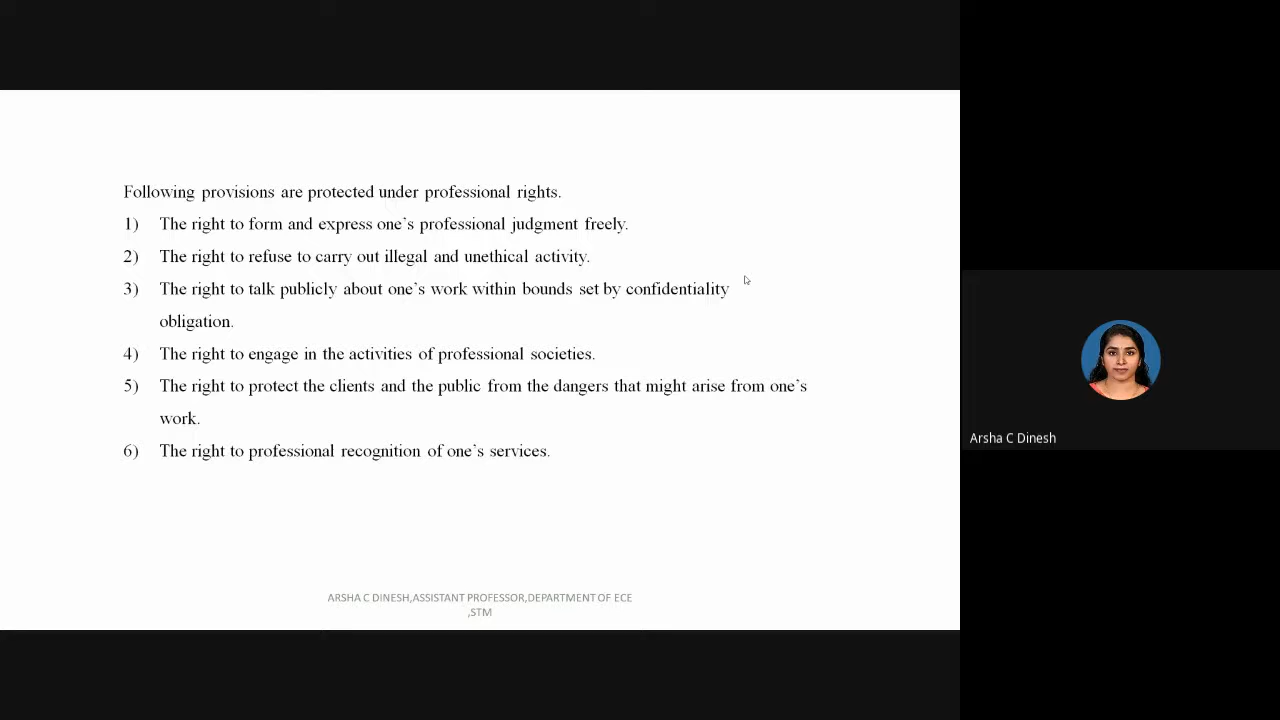 Following provisions are protected under professional rights.
1) The right to form and express one's professional judgment freely.
2) The right to refuse to carry out illegal and unethical activity.
3) The right to talk publicly about one's work within bounds set by confidentiality
obligation.
4) The right to engage in the activities of professional societies.
5) The right to protect the clients and the public from the dangers that might arise from one's
work.
6) The right to professional recognition of one's services.
ARSHA C DINESH,ASSISTANT PROFESSOR,DEPARTMENT OF ECE
,STM
Arsha C Dinesh